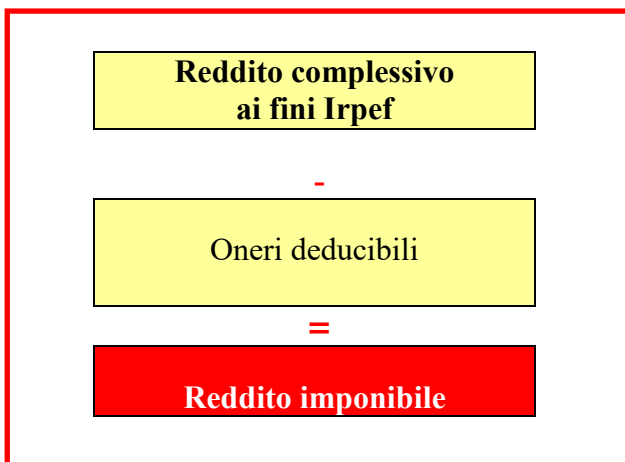 Reddito complessivo
ai fini Irpef
-
Oneri deducibili
=
Reddito imponibile